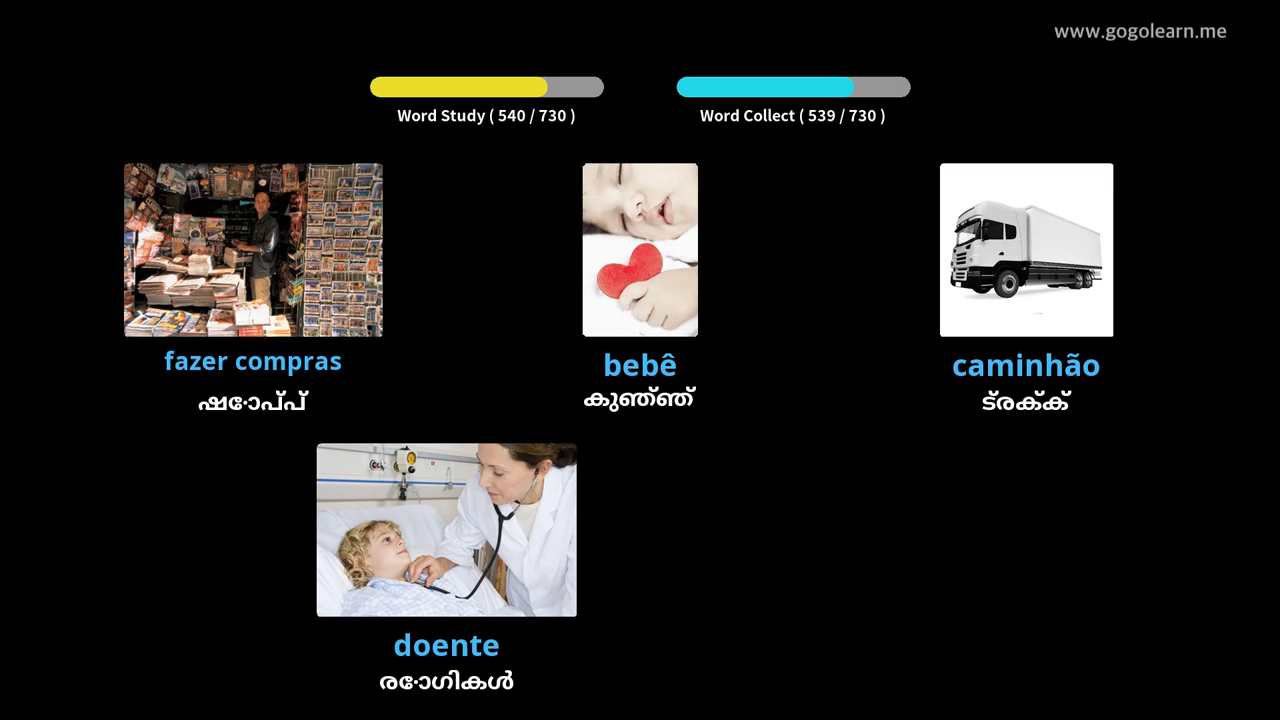 www.gogolearn.me
Word Study ( 540 / 730 )
Word Collect ( 539 / 730 )
fazer compras
ഷോപ്പ്
bebê
കുഞ്ഞ്
caminhão
ട്രക്ക്
doente
രോഗികൾ